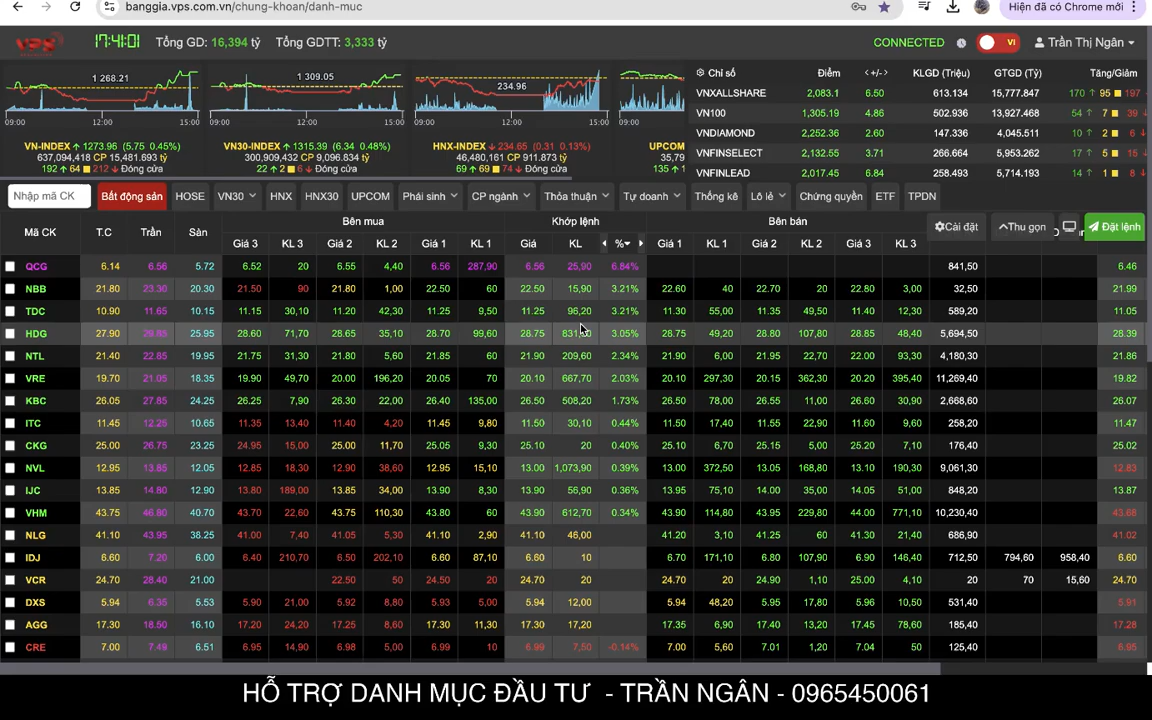 banggia.vps.com.vn/chung-khoan/danh-muc
Hiện đã có Chrome mới
VPS
17:41:01 Tổng GD: 16,394 tỷ Tổng GDTT: 3,333 tỷ
CONNECTED VI Trần Thị Ngân
1 268.21 1 309.05 234.96
09:00 12:00 15:00 09:00 12:00 15:00 09:00 12:00 15:00 09:00
VN-INDEX ↑ 1273.96 (5.75 0.45%)
637,094,418 CP 15,481.693 tỷ
192 ↑ 64 ■ 212 ↓ Đóng cửa
VN30-INDEX ↑ 1315.39 (6.34 0.48%)
300,909,432 CP 9,096.834 tỷ
22 ↑ 2 ■ 6 ↓ Đóng cửa
HNX-INDEX ↓ 234.65 (0.31 0.13%)
46,480,161 CP 911.873 tỷ
69 ↑ 69 ■ 74 ↓ Đóng cửa
UPCOM
35,79
135 ↑
Chỉ số Điểm <+/-> KLGD (Triệu) GTGD (Tỷ) Tăng/Giảm
VNXALLSHARE 2,083.1 6.50 613.134 15,777.847 170 ↑ 95 ■ 197
VN100 1,305.19 4.86 502.936 13,927.468 54 ↑ 7 ■ 39
VNDIAMOND 2,252.36 2.60 147.336 4,045.511 10 ↑ 2 ■ 6
VNFINSELECT 2,132.55 3.71 266.664 5,953.262 17 ↑ 5 ■ 15
VNFINLEAD 2,017.45 6.84 258.493 5,714.193 14 ↑ 1 ■ 8
Nhập mã CK Bất động sản HOSE VN30 HNX HNX30 UPCOM Phái sinh CP ngành Thỏa thuận Tự doanh Thống kê Lô lẻ Chứng quyền ETF TPDN
Mã CK T.C Trần Sàn Bên mua Khớp lệnh Bên bán Cài đặt Thu gọn Đặt lệnh
Giá 3 KL 3 Giá 2 KL 2 Giá 1 KL 1 Giá KL % Giá 1 KL 1 Giá 2 KL 2 Giá 3 KL 3
QCG 6.14 6.56 5.72 6.52 20 6.55 4,40 6.56 287,90 6.56 25,90 6.84% 841,50 6.46
NBB 21.80 23.30 20.30 21.50 90 21.80 1,00 22.50 60 22.50 15,90 3.21% 22.60 40 22.70 20 22.80 3,00 32,50 21.99
TDC 10.90 11.65 10.15 11.15 30,10 11.20 42,30 11.25 9,50 11.25 96,20 3.21% 11.30 55,00 11.35 49,50 11.40 12,30 589,20 11.05
HDG 27.90 29.85 25.95 28.60 71,70 28.65 35,10 28.70 99,60 28.75 3.05% 28.75 49,20 28.80 107,80 28.85 48,40 5,694,50 28.39
NTL 21.40 22.85 19.95 21.75 31,30 21.80 5,60 21.85 60 21.90 209,60 2.34% 21.90 6,00 21.95 22,70 22.00 93,30 4,180,30 21.86
VRE 19.70 21.05 18.35 19.90 49,70 20.00 196,20 20.05 70 20.10 667,70 2.03% 20.10 297,30 20.15 362,30 20.20 395,40 11,269,40 19.82
KBC 26.05 27.85 24.25 26.25 7,90 26.30 22,00 26.40 135,00 26.50 508,20 1.73% 26.50 78,00 26.55 11,00 26.60 30,90 2,668,60 26.07
ITC 11.45 12.25 10.65 11.35 13,40 11.40 4,20 11.45 9,80 11.50 30,10 0.44% 11.50 17,40 11.55 22,90 11.60 9,60 258,20 11.47
CKG 25.00 26.75 23.25 24.95 15,00 25.00 11,70 25.05 9,30 25.10 20 0.40% 25.10 6,70 25.15 5,00 25.20 7,10 176,40 25.02
NVL 12.95 13.85 12.05 12.85 18,30 12.90 38,60 12.95 15,10 13.00 1,073,90 0.39% 13.00 372,50 13.05 168,80 13.10 190,30 9,061,30 12.83
IJC 13.85 14.80 12.90 13.80 189,00 13.85 34,00 13.90 8,30 13.90 56,90 0.36% 13.95 75,10 14.00 35,00 14.05 51,00 848,20 13.87
VHM 43.75 46.80 40.70 43.70 22,60 43.75 110,30 43.80 60 43.90 612,70 0.34% 43.90 114,80 43.95 229,80 44.00 771,10 10,230,40 43.68
NLG 41.10 43.95 38.25 41.00 7,40 41.05 5,30 41.10 2,90 41.10 46,00 41.20 3,10 41.25 60 41.30 21,40 686,90 41.02
IDJ 6.60 7.20 6.00 6.40 210,70 6.50 202,10 6.60 87,10 6.60 10 6.70 171,10 6.80 107,90 6.90 146,40 712,50 794,60 958,40 6.60
VCR 24.70 28.40 21.00 22.50 50 24.50 20 24.70 20 24.70 20 24.90 1,10 25.00 4,10 20 70 15,60 24.70
DXS 5.94 6.35 5.53 5.90 21,00 5.92 8,80 5.93 5,00 5.94 12,00 5.94 48,20 5.95 17,80 5.96 10,50 531,40 5.91
AGG 17.30 18.50 16.10 17.20 24,20 17.25 8,60 17.30 11,30 17.30 17,20 17.35 6,90 17.40 13,20 17.45 78,60 185,40 17.28
CRE 7.00 7.49 6.51 6.95 14,90 6.98 5,00 6.99 10 6.99 7,50 -0.14% 7.00 5,60 7.01 1,20 7.04 50 125,40 6.95
HỖ TRỢ DANH MỤC ĐẦU TƯ - TRẦN NGÂN - 0965450061